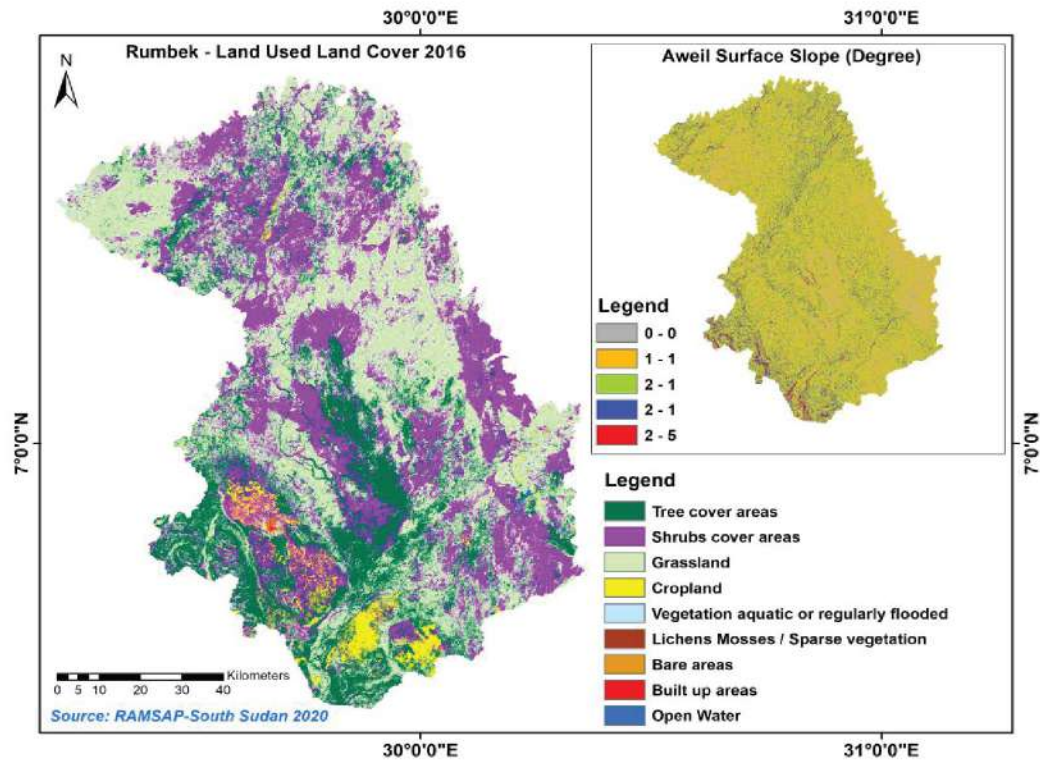 30°0'0"E
31°0'0"E
Rumbek - Land Used Land Cover 2016
N
Aweil Surface Slope (Degree)
Legend
0 - 0
1 - 1
2 - 1
2 - 1
2 - 5
7°0'0"N
7°0'0"N
Legend
Tree cover areas
Shrubs cover areas
Grassland
Cropland
Vegetation aquatic or regularly flooded
Lichens Mosses / Sparse vegetation
Bare areas
Built up areas
Open Water
Kilometers
0 5 10 20 30 40
Source: RAMSAP-South Sudan 2020
30°0'0"E
31°0'0"E